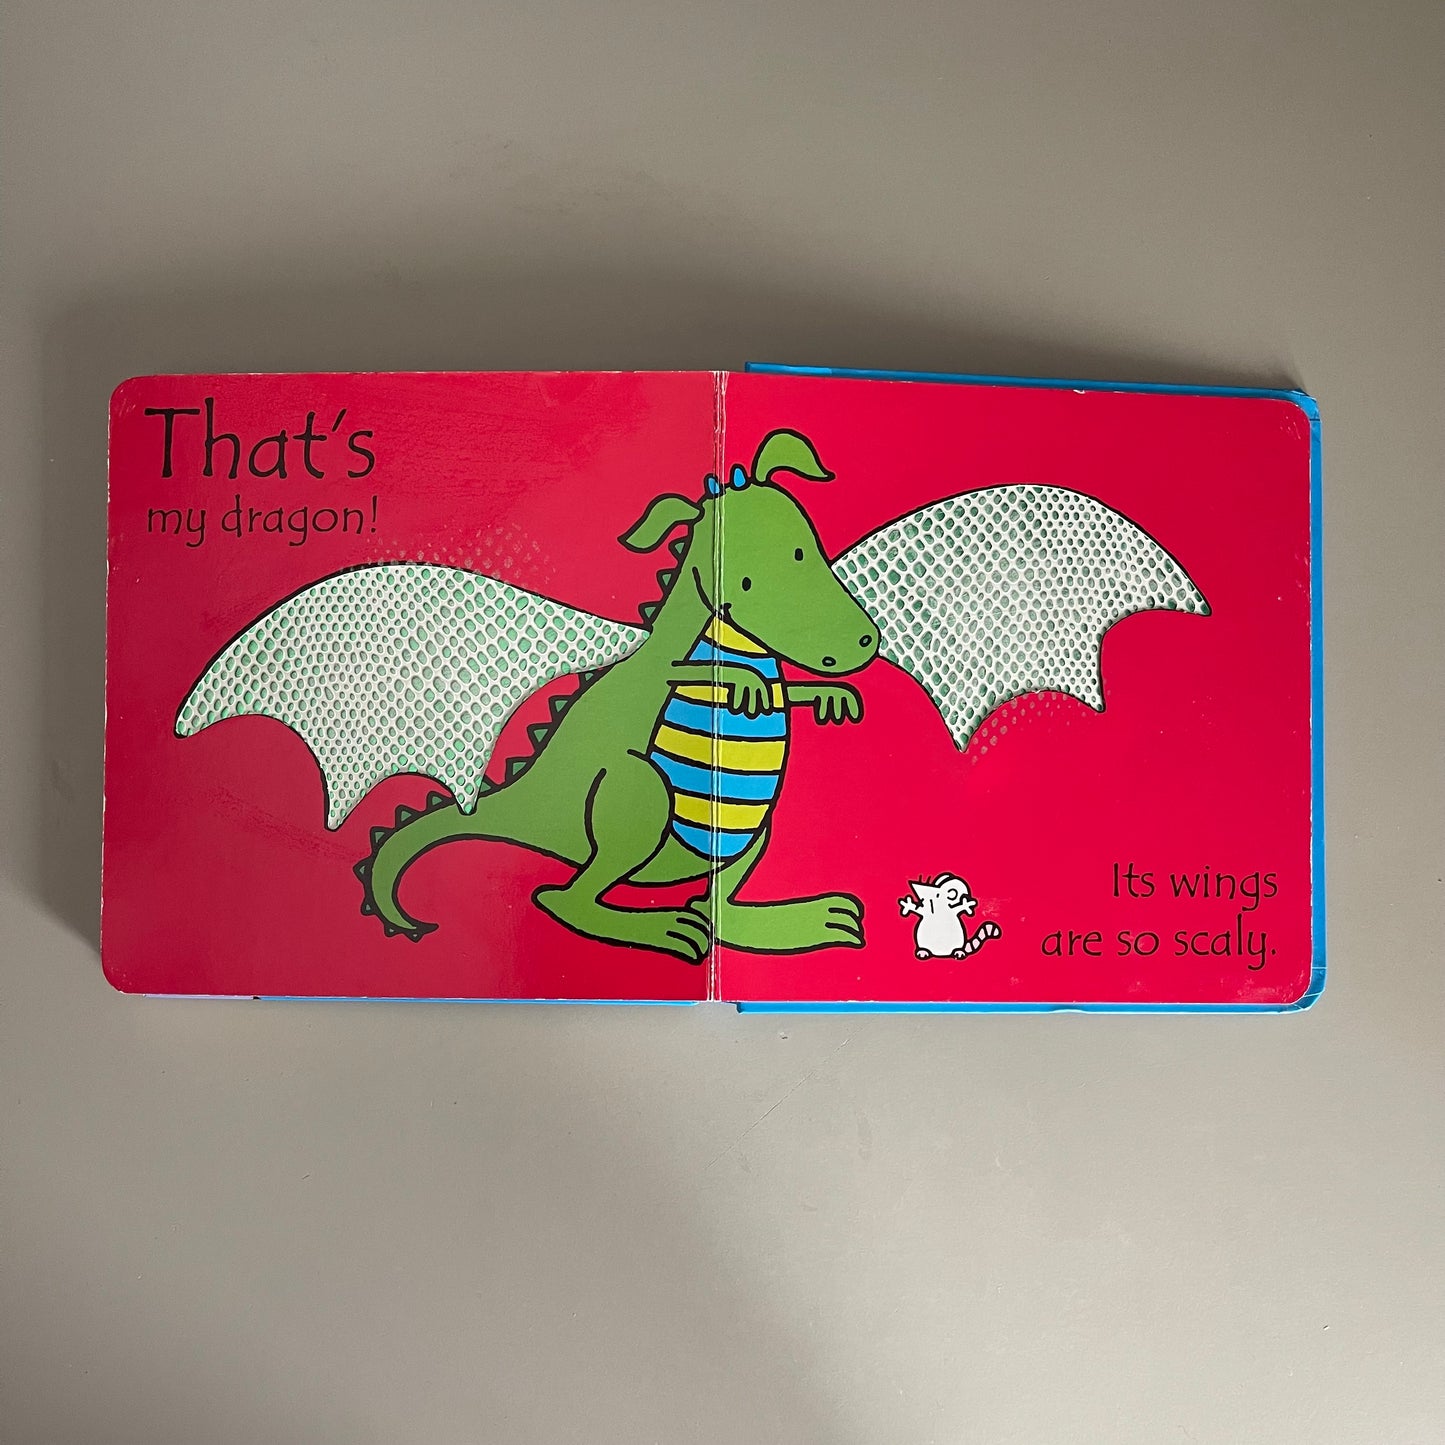 That's
my dragon!
Its wings
are so scaly.